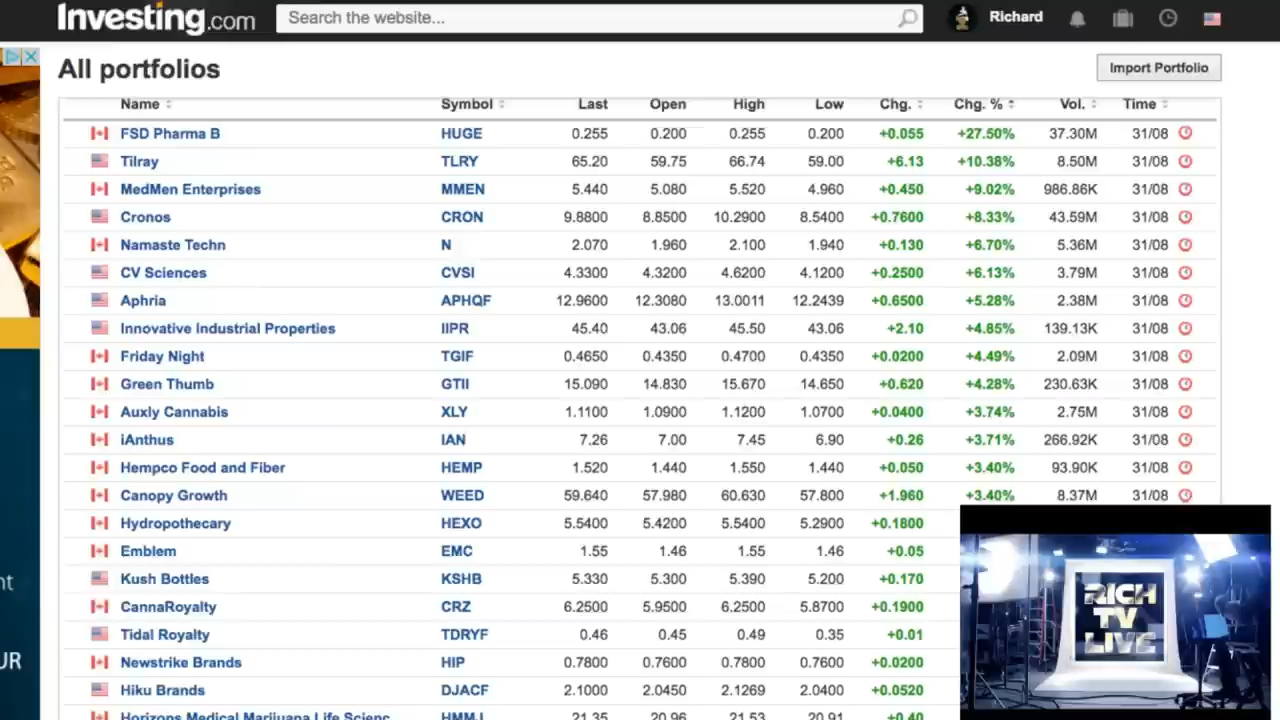 Investing.com Search the website... Richard
All portfolios Import Portfolio
Name Symbol Last Open High Low Chg. Chg. % Vol. Time
FSD Pharma B HUGE 0.255 0.200 0.255 0.200 +0.055 +27.50% 37.30M 31/08
Tilray TLRY 65.20 59.75 66.74 59.00 +6.13 +10.38% 8.50M 31/08
MedMen Enterprises MMEN 5.440 5.080 5.520 4.960 +0.450 +9.02% 986.86K 31/08
Cronos CRON 9.8800 8.8500 10.2900 8.5400 +0.7600 +8.33% 43.59M 31/08
Namaste Techn N 2.070 1.960 2.100 1.940 +0.130 +6.70% 5.36M 31/08
CV Sciences CVSI 4.3300 4.3200 4.6200 4.1200 +0.2500 +6.13% 3.79M 31/08
Aphria APHQF 12.9600 12.3080 13.0011 12.2439 +0.6500 +5.28% 2.38M 31/08
Innovative Industrial Properties IIPR 45.40 43.06 45.50 43.06 +2.10 +4.85% 139.13K 31/08
Friday Night TGIF 0.4650 0.4350 0.4700 0.4350 +0.0200 +4.49% 2.09M 31/08
Green Thumb GTII 15.090 14.830 15.670 14.650 +0.620 +4.28% 230.63K 31/08
Auxly Cannabis XLY 1.1100 1.0900 1.1200 1.0700 +0.0400 +3.74% 2.75M 31/08
iAnthus IAN 7.26 7.00 7.45 6.90 +0.26 +3.71% 266.92K 31/08
Hempco Food and Fiber HEMP 1.520 1.440 1.550 1.440 +0.050 +3.40% 93.90K 31/08
Canopy Growth WEED 59.640 57.980 60.630 57.800 +1.960 +3.40% 8.37M 31/08
Hydropothecary HEXO 5.5400 5.4200 5.5400 5.2900 +0.1800
Emblem EMC 1.55 1.46 1.55 1.46 +0.05
Kush Bottles KSHB 5.330 5.300 5.390 5.200 +0.170
CannaRoyalty CRZ 6.2500 5.9500 6.2500 5.8700 +0.1900
Tidal Royalty TDRYF 0.46 0.45 0.49 0.35 +0.01
Newstrike Brands HIP 0.7800 0.7600 0.7800 0.7600 +0.0200
Hiku Brands DJACF 2.1000 2.0450 2.1269 2.0400 +0.0520
Horizons Medical Marijuana Life Scienc HMMJ 21.35 20.96 21.53 20.91 +0.40
nt
UR
RICH
TV
LIVE